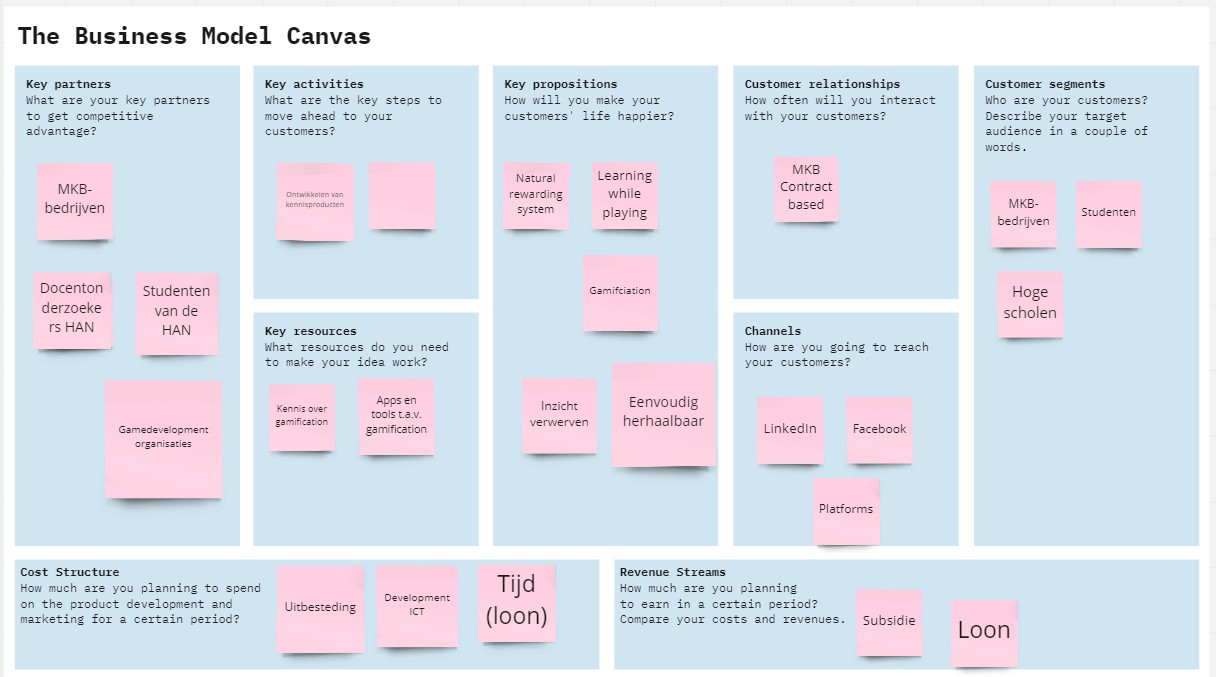 The Business Model Canvas
Key partners
What are your key partners
to get competitive
advantage?
MKB-
bedrijven
Docenton
derzoeke
rs HAN
Studenten
van de
HAN
Gamedevelopment
organisaties
Key activities
What are the key steps to
move ahead to your
customers?
Ontwikkelen van
kennisproducten
Key resources
What resources do you need
to make your idea work?
Kennis over
gamification
Apps en
tools t.a.v.
gamification
Key propositions
How will you make your
customers' life happier?
Natural
rewarding
system
Learning
while
playing
Gamifciation
Inzicht
verwerven
Eenvoudig
herhaalbaar
Customer relationships
How often will you interact
with your customers?
MKB
Contract
based
Channels
How are you going to reach
your customers?
LinkedIn
Facebook
Platforms
Customer segments
Who are your customers?
Describe your target
audience in a couple of
words.
MKB-
bedrijven
Studenten
Hoge
scholen
Cost Structure
How much are you planning to spend
on the product development and
marketing for a certain period?
Uitbesteding
Development
ICT
Tijd
(loon)
Revenue Streams
How much are you planning
to earn in a certain period?
Compare your costs and revenues.
Subsidie
Loon